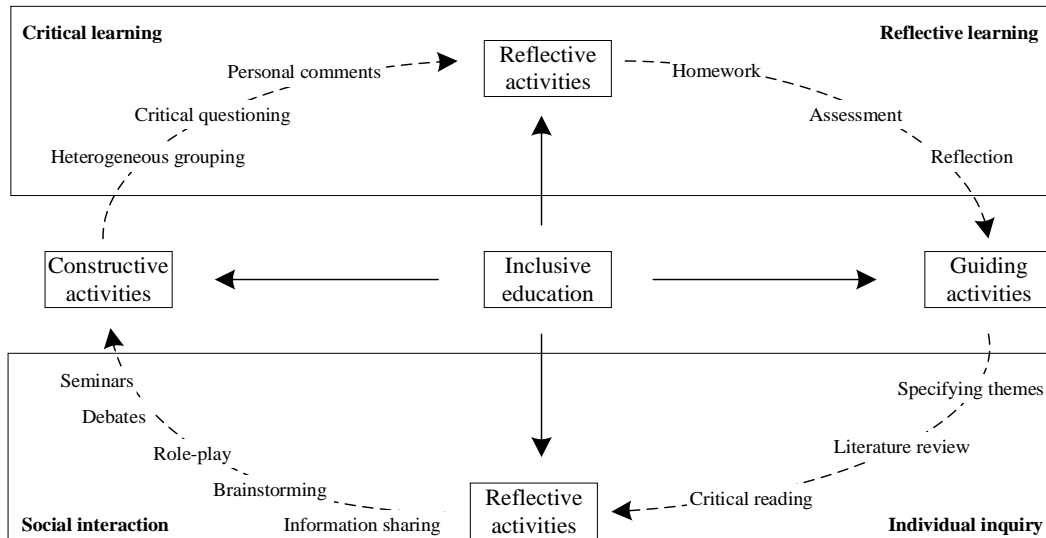 Critical learning
Reflective learning
Reflective
activities
Personal comments
Homework
Critical questioning
Assessment
Heterogeneous grouping
Reflection
Constructive
activities
Inclusive
education
Guiding
activities
Seminars
Specifying themes
Debates
Role-play
Literature review
Brainstorming
Critical reading
Reflective
activities
Information sharing
Social interaction
Individual inquiry